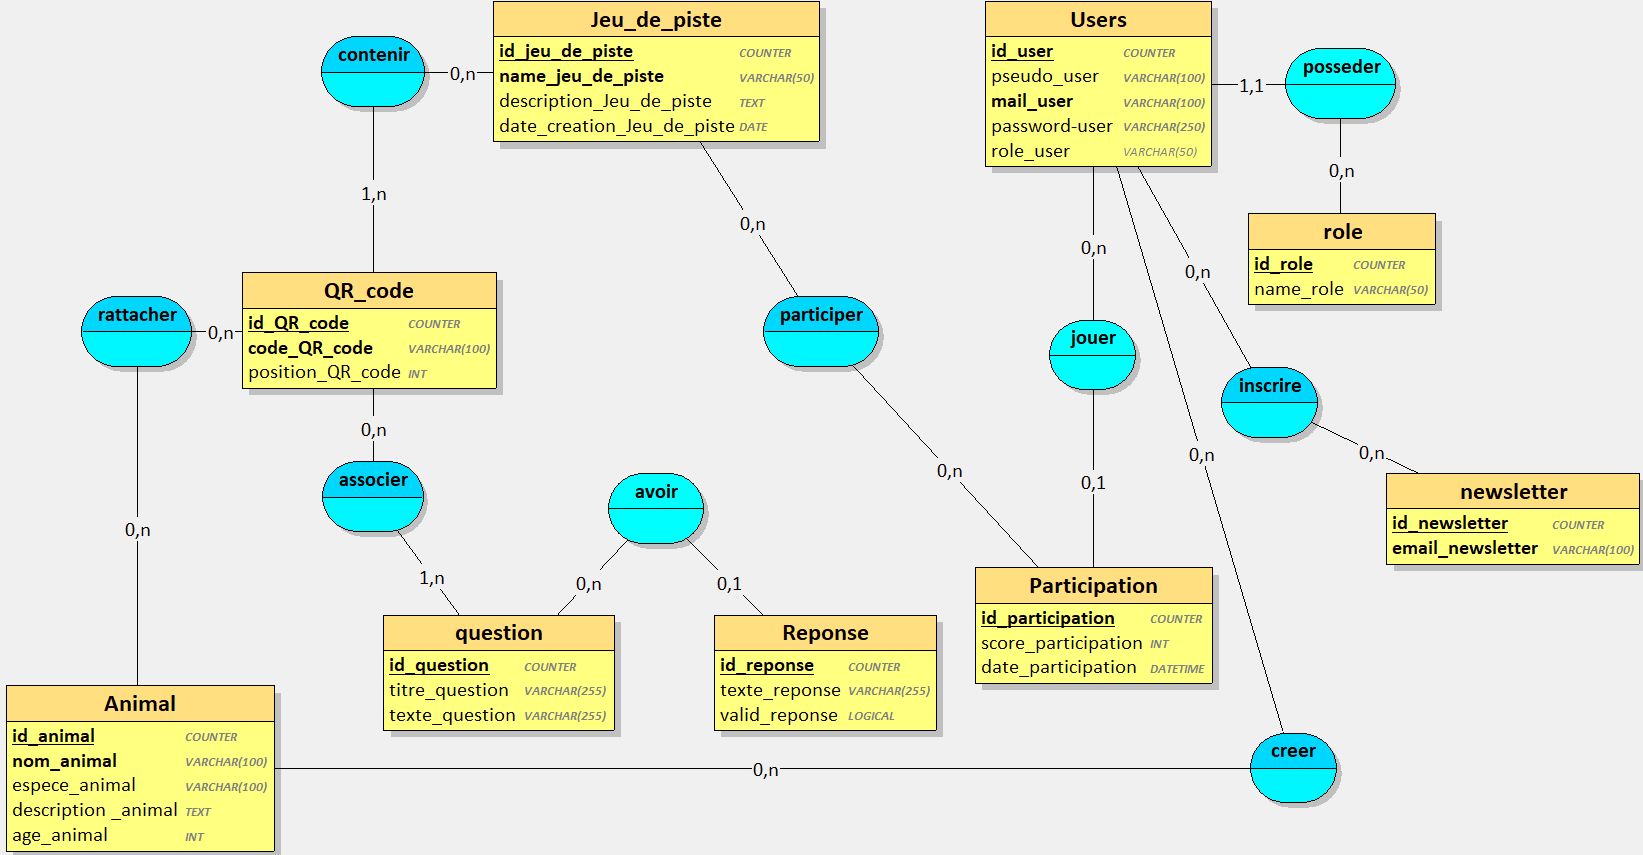 Jeu_de_piste
id_jeu_de_piste COUNTER
name_jeu_de_piste VARCHAR(50)
description_Jeu_de_piste TEXT
date_creation_Jeu_de_piste DATE
Users
id_user COUNTER
pseudo_user VARCHAR(100)
mail_user VARCHAR(100)
password-user VARCHAR(250)
role_user VARCHAR(50)
contenir
0,n
1,n
posseder
1,1
0,n
role
id_role COUNTER
name_role VARCHAR(50)
0,n
participer
0,n
0,n
jouer
0,1
0,n
inscrire
0,n
newsletter
id_newsletter COUNTER
email_newsletter VARCHAR(100)
QR_code
id_QR_code COUNTER
code_QR_code VARCHAR(100)
position_QR_code INT
rattacher
0,n
0,n
0,n
associer
1,n
avoir
0,n
0,1
question
id_question COUNTER
titre_question VARCHAR(255)
texte_question VARCHAR(255)
Reponse
id_reponse COUNTER
texte_reponse VARCHAR(255)
valid_reponse LOGICAL
Participation
id_participation COUNTER
score_participation INT
date_participation DATETIME
Animal
id_animal COUNTER
nom_animal VARCHAR(100)
espece_animal VARCHAR(100)
description _animal TEXT
age_animal INT
0,n
0,n
creer